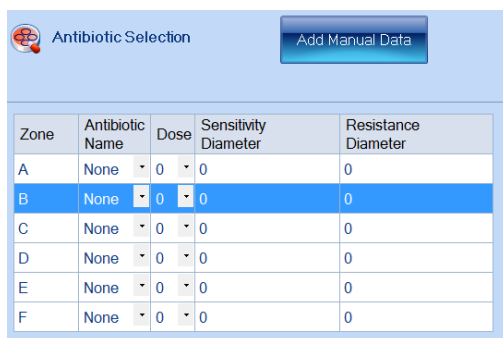 Antibiotic Selection
Add Manual Data
Zone Antibiotic Name Dose Sensitivity Diameter Resistance Diameter
A None 0 0 0
B None 0 0 0
C None 0 0 0
D None 0 0 0
E None 0 0 0
F None 0 0 0